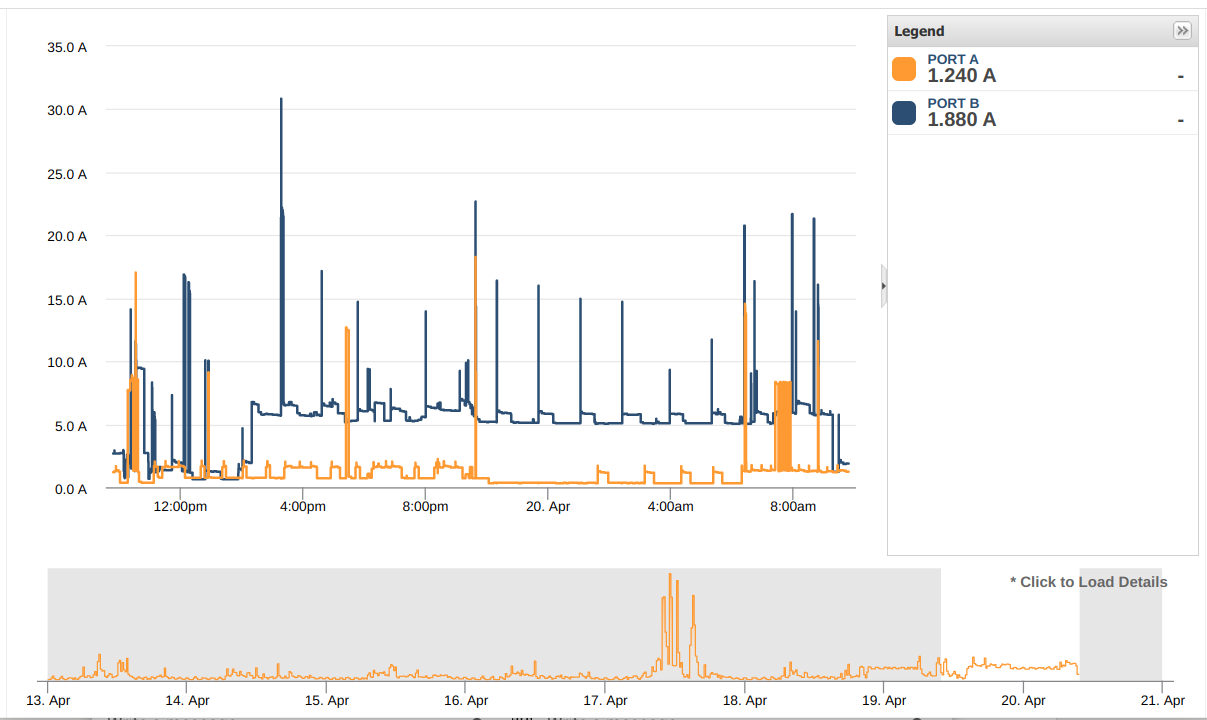 Legend
PORT A
1.240 A
-
PORT B
1.880 A
-
35.0 A
30.0 A
25.0 A
20.0 A
15.0 A
10.0 A
5.0 A
0.0 A
12:00pm 4:00pm 8:00pm 20. Apr 4:00am 8:00am
* Click to Load Details
13. Apr 14. Apr 15. Apr 16. Apr 17. Apr 18. Apr 19. Apr 20. Apr 21. Apr